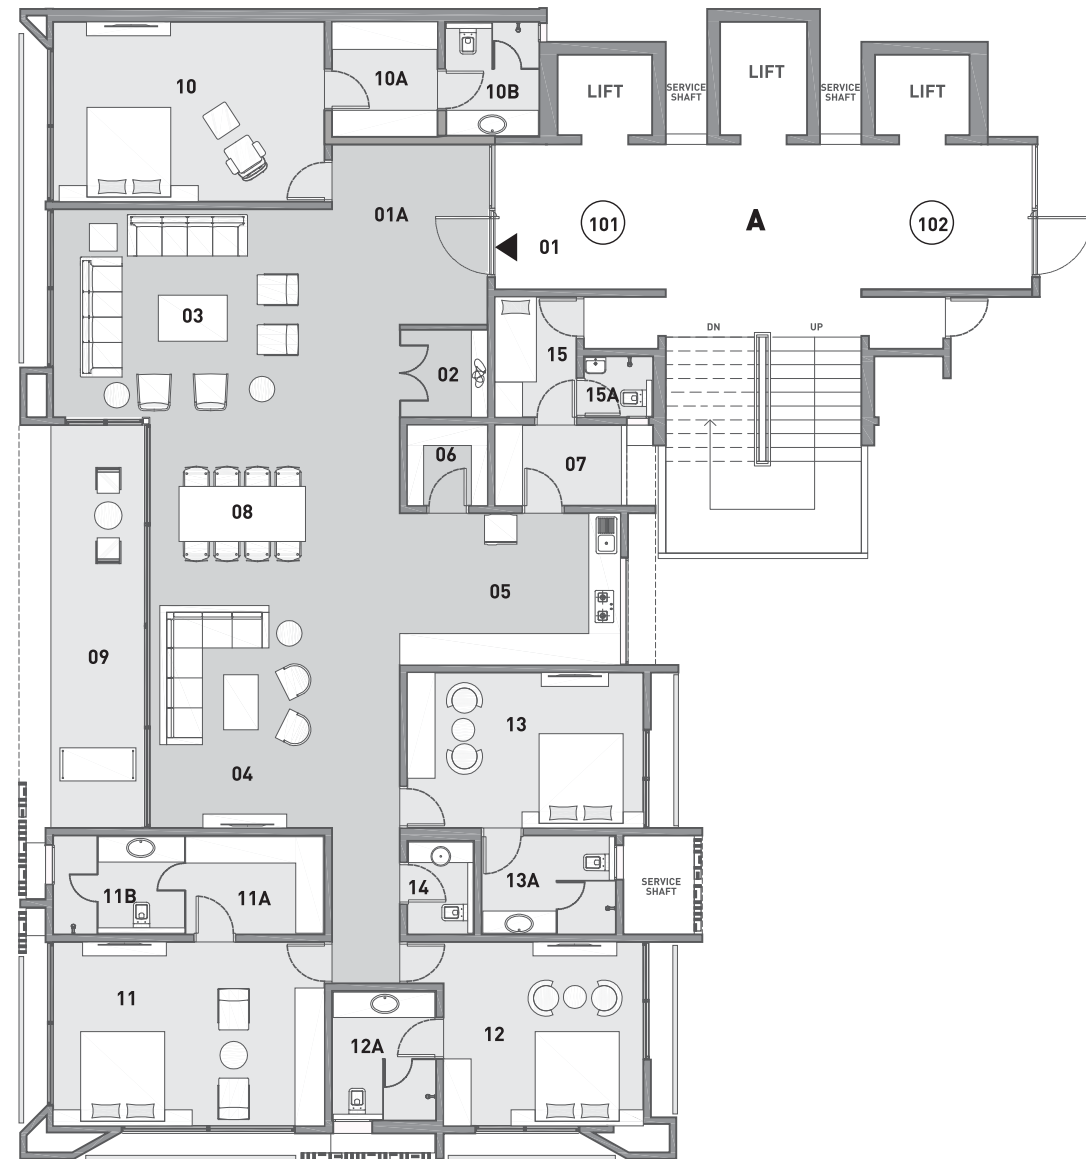 10
10A
10B
LIFT
SERVICE
SHAFT
LIFT
SERVICE
SHAFT
LIFT
01A
01
101
A
102
03
02
15
15A
DN
UP
06
07
08
05
09
04
13
11B
11A
14
13A
SERVICE
SHAFT
11
12A
12